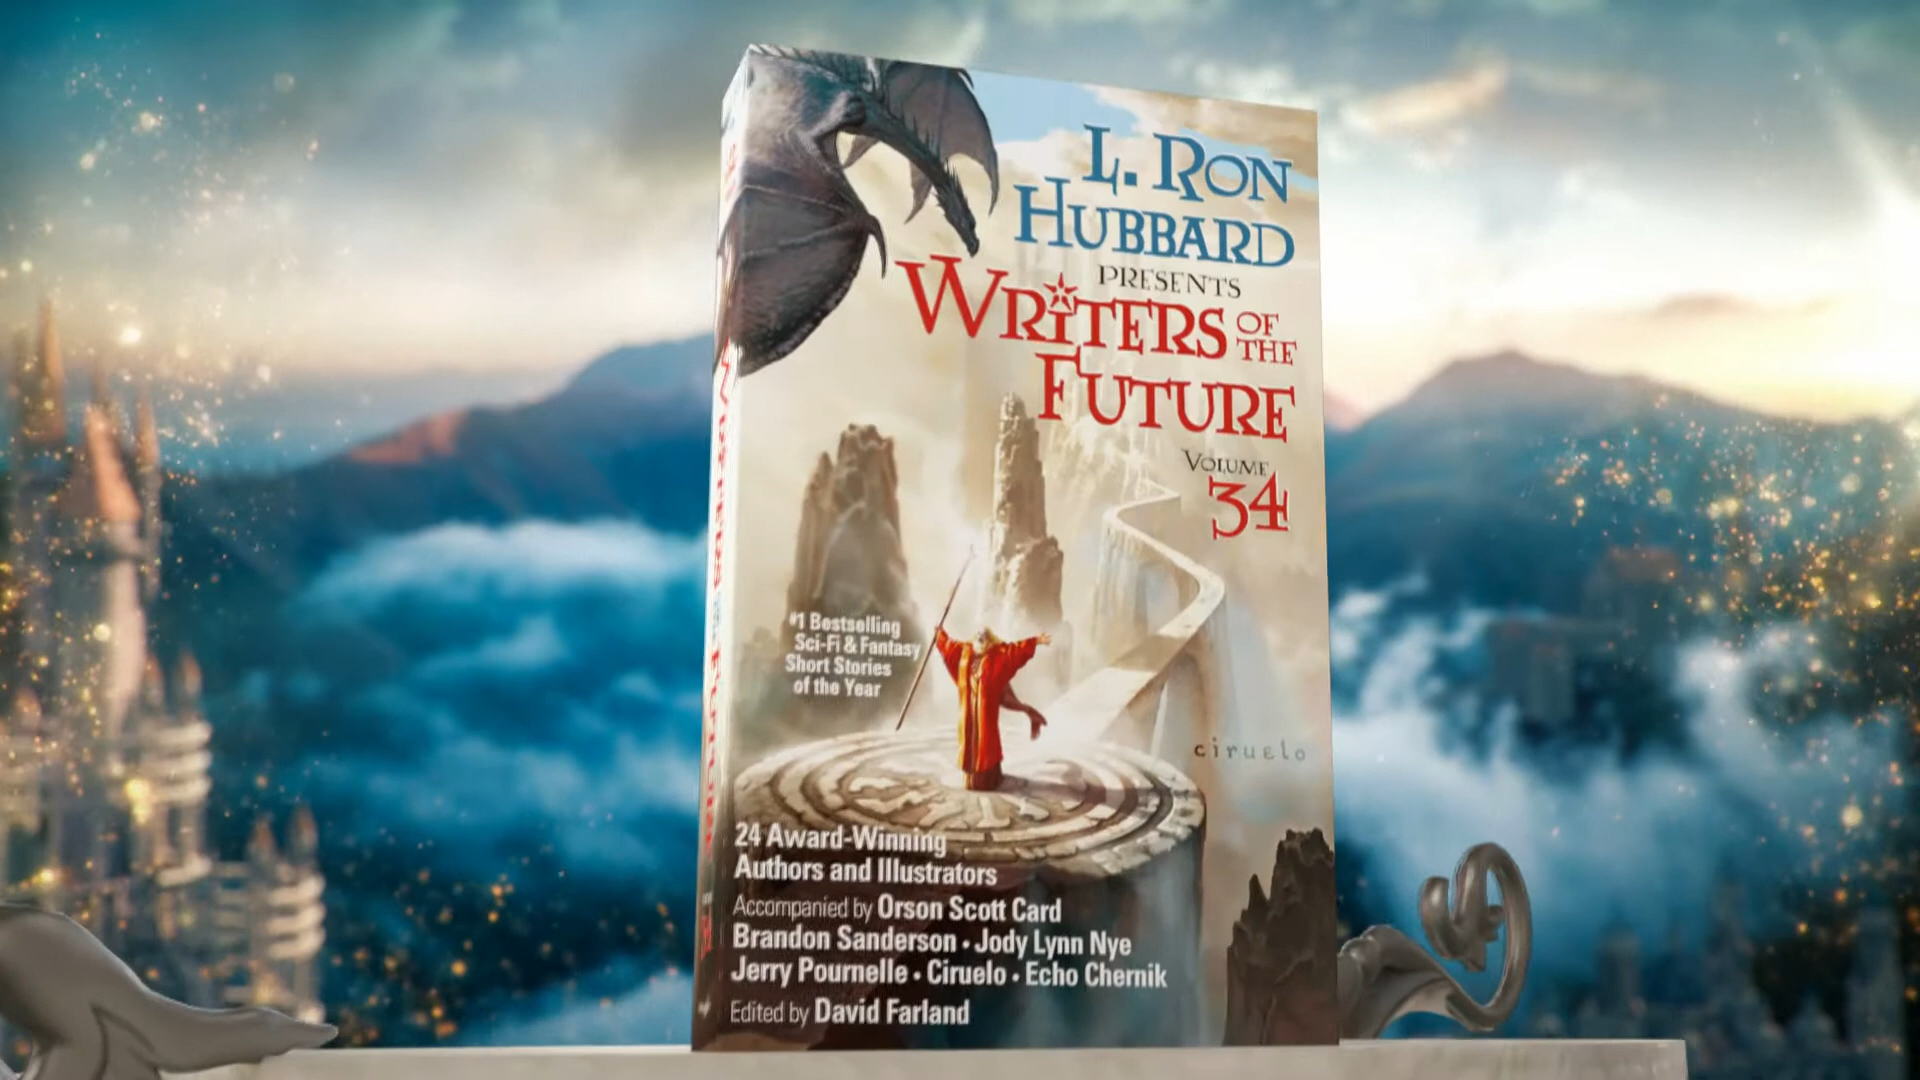 L. RON
HUBBARD
PRESENTS
WRITERS OF THE
FUTURE
VOLUME
34
#1 Bestselling
Sci-Fi & Fantasy
Short Stories
of the Year
ciruelo
24 Award-Winning
Authors and Illustrators
Accompanied by Orson Scott Card
Brandon Sanderson • Jody Lynn Nye
Jerry Pournelle • Ciruelo • Echo Chernik
Edited by David Farland